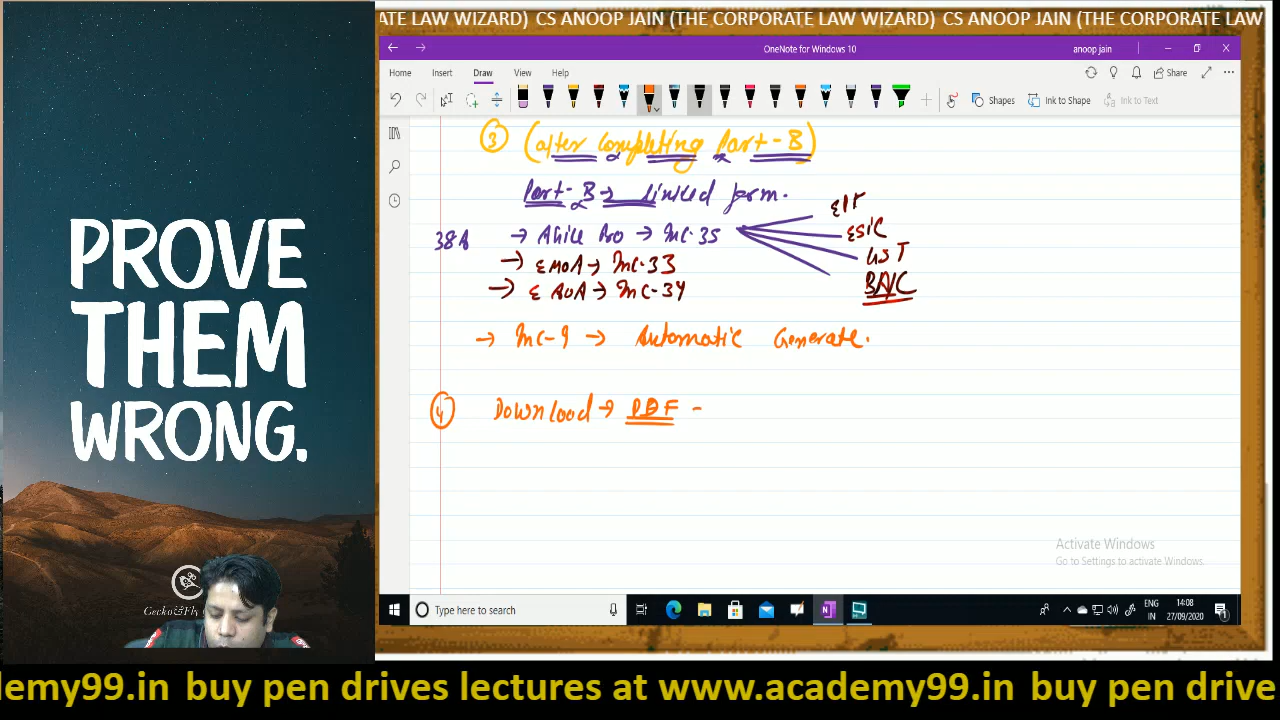 ATE LAW WIZARD) CS ANOOP JAIN (THE CORPORATE LAW WIZARD) CS ANOOP JAIN (THE CORPORATE LAW
OneNote for Windows 10
anoop jain
Home Insert Draw View Help
Share
Shapes
Ink to Shape
Ink to Text
PROVE
THEM
WRONG.
Gecko&Fly
③ (after completing Part-B)
Part-B → Linked form.
38A → AGILE PRO → INC-35
EPF
ESIC
GST
BA/C
→ EMOA → INC-33
→ EAOA → INC-34
→ INC-9 → Automatic Generate.
④ Download → PDF -
Activate Windows
Go to Settings to activate Windows.
Type here to search
ENG
IN
14:08
27/09/2020
demy99.in buy pen drives lectures at www.academy99.in buy pen drive